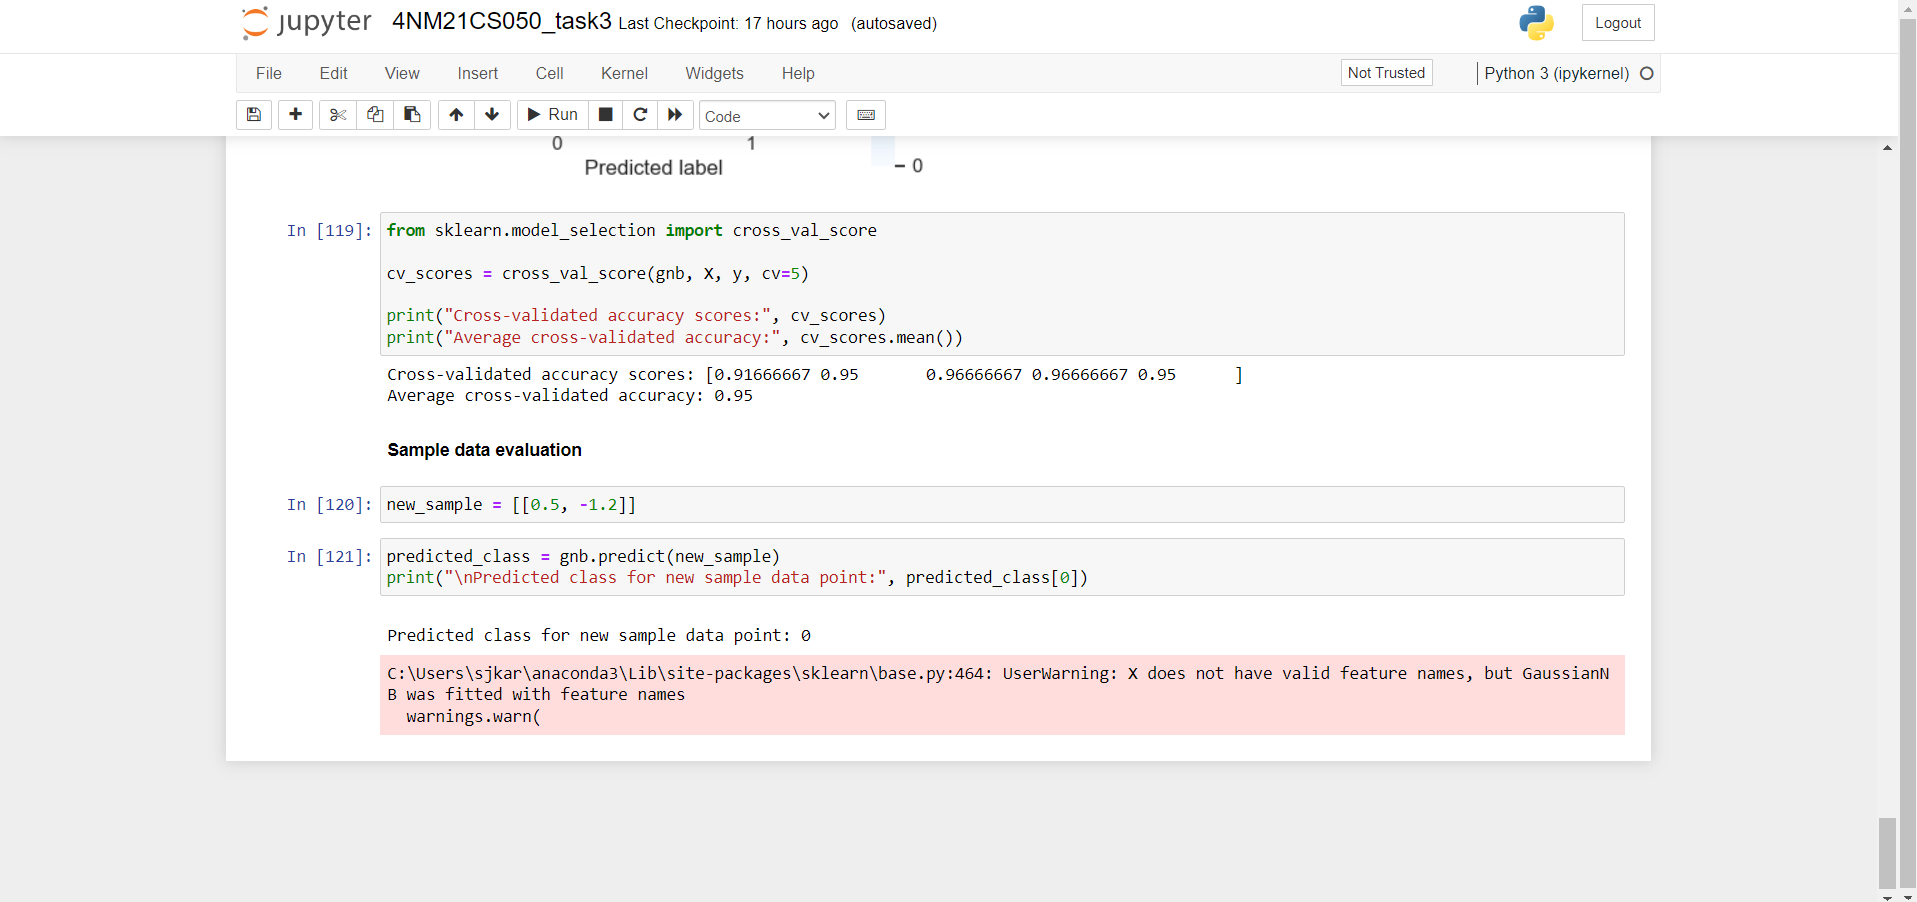 jupyter 4NM21CS050_task3 Last Checkpoint: 17 hours ago (autosaved) Logout
File Edit View Insert Cell Kernel Widgets Help Not Trusted Python 3 (ipykernel)
Run Code
0 1
Predicted label
0
In [119]: from sklearn.model_selection import cross_val_score
cv_scores = cross_val_score(gnb, X, y, cv=5)
print("Cross-validated accuracy scores:", cv_scores)
print("Average cross-validated accuracy:", cv_scores.mean())
Cross-validated accuracy scores: [0.91666667 0.95       0.96666667 0.96666667 0.95      ]
Average cross-validated accuracy: 0.95
Sample data evaluation
In [120]: new_sample = [[0.5, -1.2]]
In [121]: predicted_class = gnb.predict(new_sample)
print("\nPredicted class for new sample data point:", predicted_class[0])
Predicted class for new sample data point: 0
C:\Users\sjkar\anaconda3\Lib\site-packages\sklearn\base.py:464: UserWarning: X does not have valid feature names, but GaussianN
B was fitted with feature names
  warnings.warn(